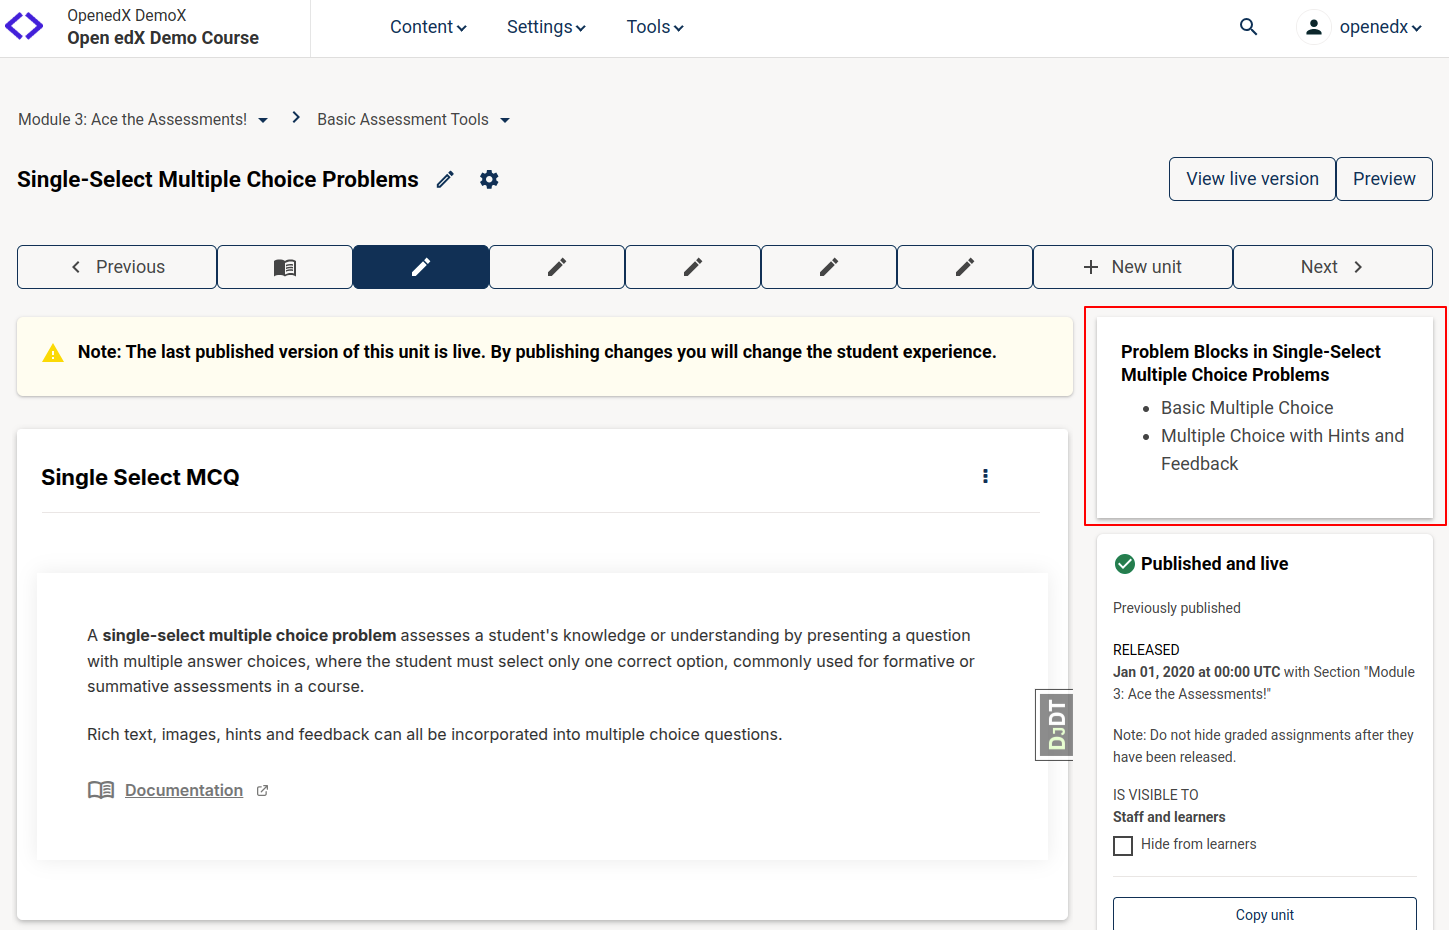 OpenedX DemoX
Open edX Demo Course
Content
Settings
Tools
openedx
Module 3: Ace the Assessments!
Basic Assessment Tools
Single-Select Multiple Choice Problems
View live version
Preview
Previous
New unit
Next
Note: The last published version of this unit is live. By publishing changes you will change the student experience.
Single Select MCQ
A single-select multiple choice problem assesses a student's knowledge or understanding by presenting a question
with multiple answer choices, where the student must select only one correct option, commonly used for formative or
summative assessments in a course.
Rich text, images, hints and feedback can all be incorporated into multiple choice questions.
Documentation
DJDT
Problem Blocks in Single-Select
Multiple Choice Problems
Basic Multiple Choice
Multiple Choice with Hints and
Feedback
Published and live
Previously published
RELEASED
Jan 01, 2020 at 00:00 UTC with Section "Module
3: Ace the Assessments!"
Note: Do not hide graded assignments after they
have been released.
IS VISIBLE TO
Staff and learners
Hide from learners
Copy unit